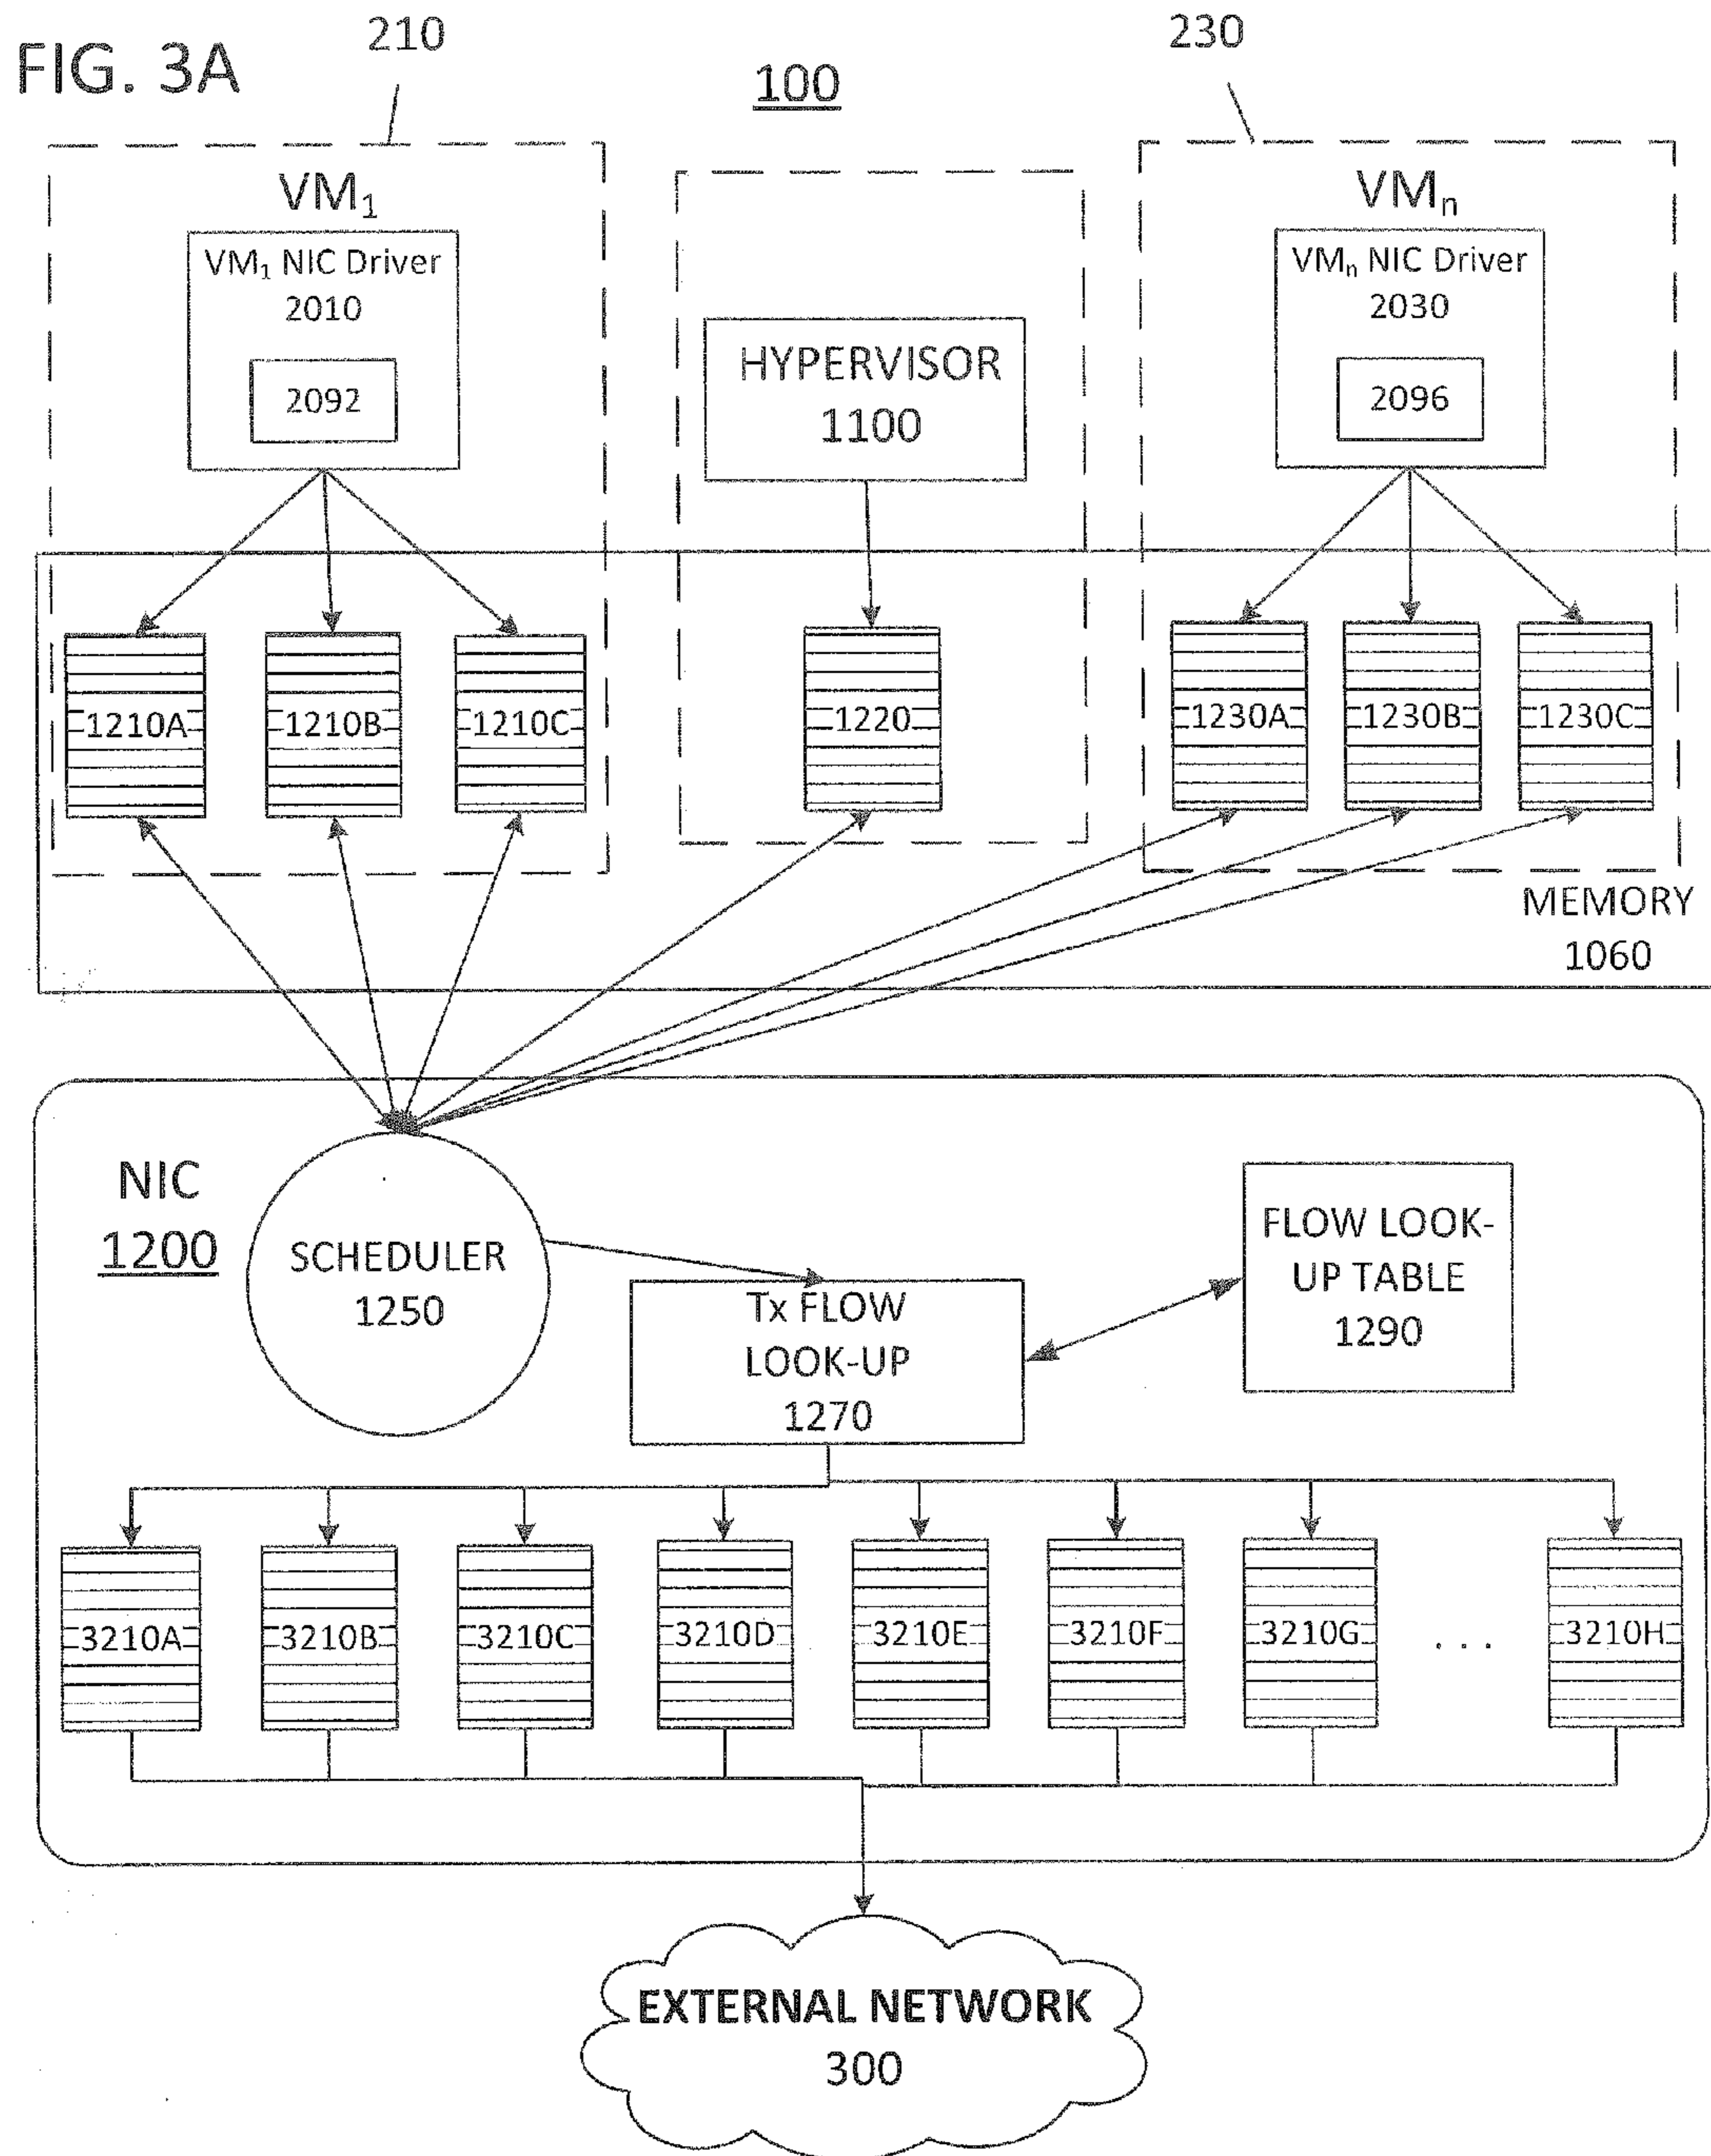 FIG. 3A
210
100
230
VM1
VM1 NIC Driver
2010
2092
HYPERVISOR
1100
VMn
VMn NIC Driver
2030
2096
1210A
1210B
1210C
1220
1230A
1230B
1230C
MEMORY
1060
NIC
1200
SCHEDULER
1250
Tx FLOW
LOOK-UP
1270
FLOW LOOK-
UP TABLE
1290
3210A
3210B
3210C
3210D
3210E
3210F
3210G
. . .
3210H
EXTERNAL NETWORK
300